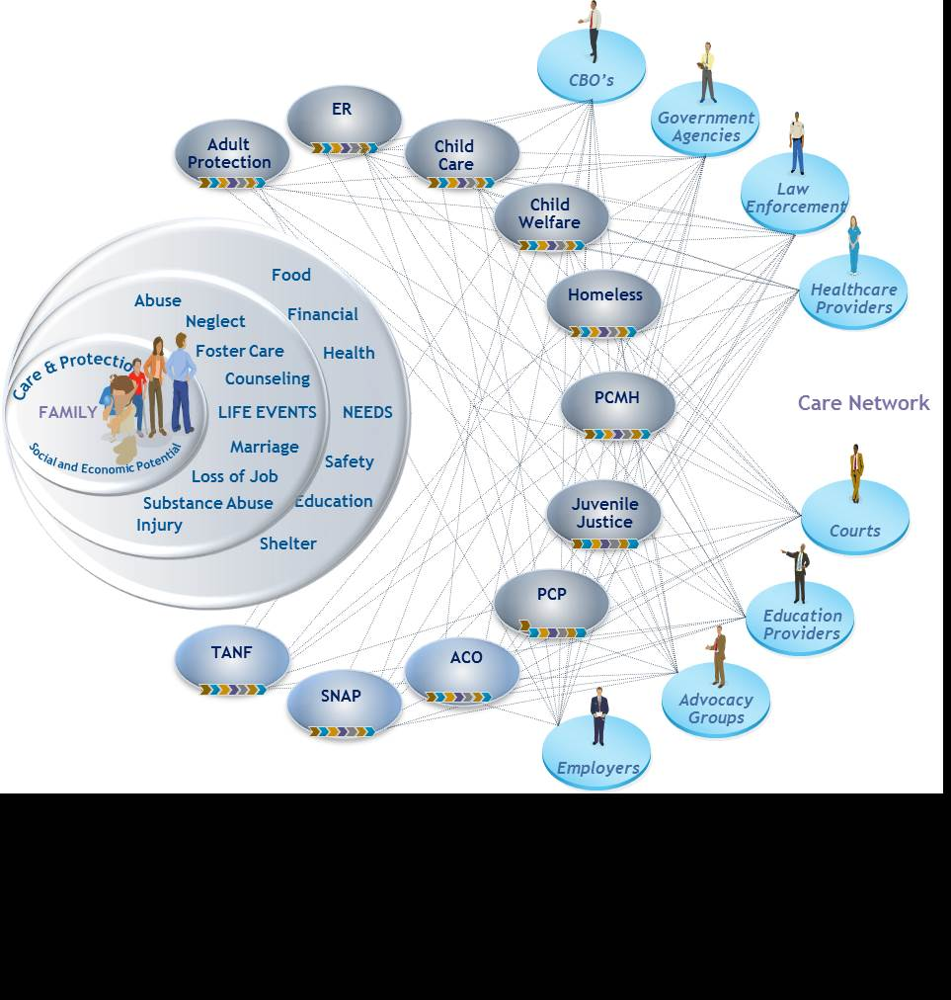 CBO's
Government
Agencies
Law
Enforcement
Healthcare
Providers
ER
Adult
Protection
Child
Care
Child
Welfare
Homeless
PCMH
Juvenile
Justice
PCP
ACO
SNAP
TANF
Food
Financial
Health
NEEDS
Safety
Education
Shelter
Abuse
Neglect
Foster Care
Counseling
LIFE EVENTS
Marriage
Loss of Job
Substance Abuse
Injury
Care & Protectio
FAMILY
Social and Economic Potential
Care Network
Courts
Education
Providers
Advocacy
Groups
Employers